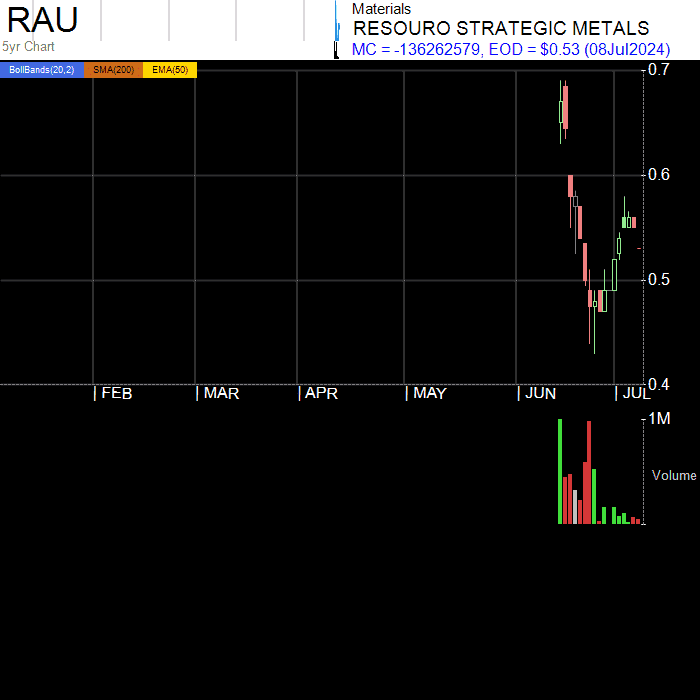 RAU
5yr Chart
Materials
RESOURO STRATEGIC METALS
MC = -136262579, EOD = $0.53 (08Jul2024)
BollBands(20,2) SMA(200) EMA(50)
0.7
0.6
0.5
0.4
| FEB | MAR | APR | MAY | JUN | JUL
1M
Volume